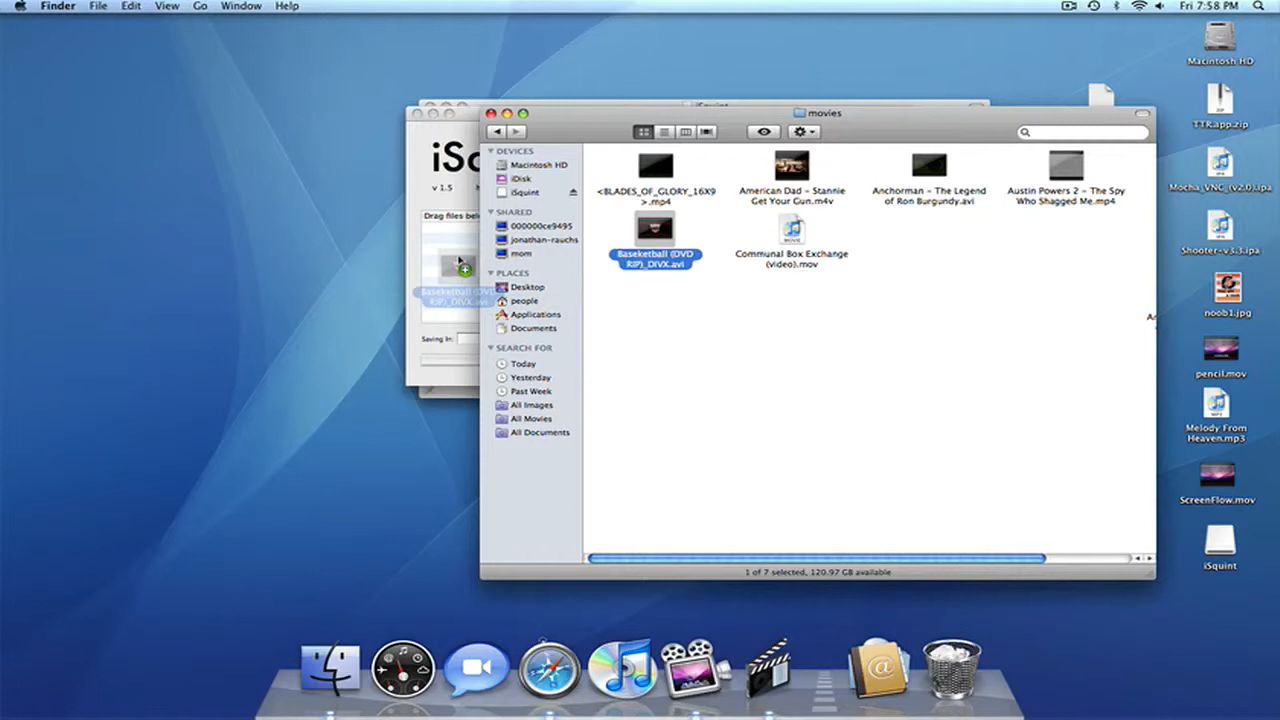 Finder File Edit View Go Window Help
Fri 7:58 PM
movies
v 1.5
Drag files bel
Saving In:
DEVICES
Macintosh HD
iDisk
iSquint
SHARED
000000ce9495
jonathan-rauchs
mom
PLACES
Desktop
people
Applications
Documents
SEARCH FOR
Today
Yesterday
Past Week
All Images
All Movies
All Documents
<BLADES_OF_GLORY_16X9
>.mp4
American Dad - Stannie
Get Your Gun.m4v
Anchorman - The Legend
of Ron Burgundy.avi
Austin Powers 2 - The Spy
Who Shagged Me.mp4
Baseketball (DVD
RIP)_DIVX.avi
Communal Box Exchange
(video).mov
1 of 7 selected, 120.97 GB available
Macintosh HD
TTR.app.zip
Mocha_VNC_(v2.0).ipa
Shooter-v3.3.ipa
noob1.jpg
pencil.mov
Melody From
Heaven.mp3
ScreenFlow.mov
iSquint